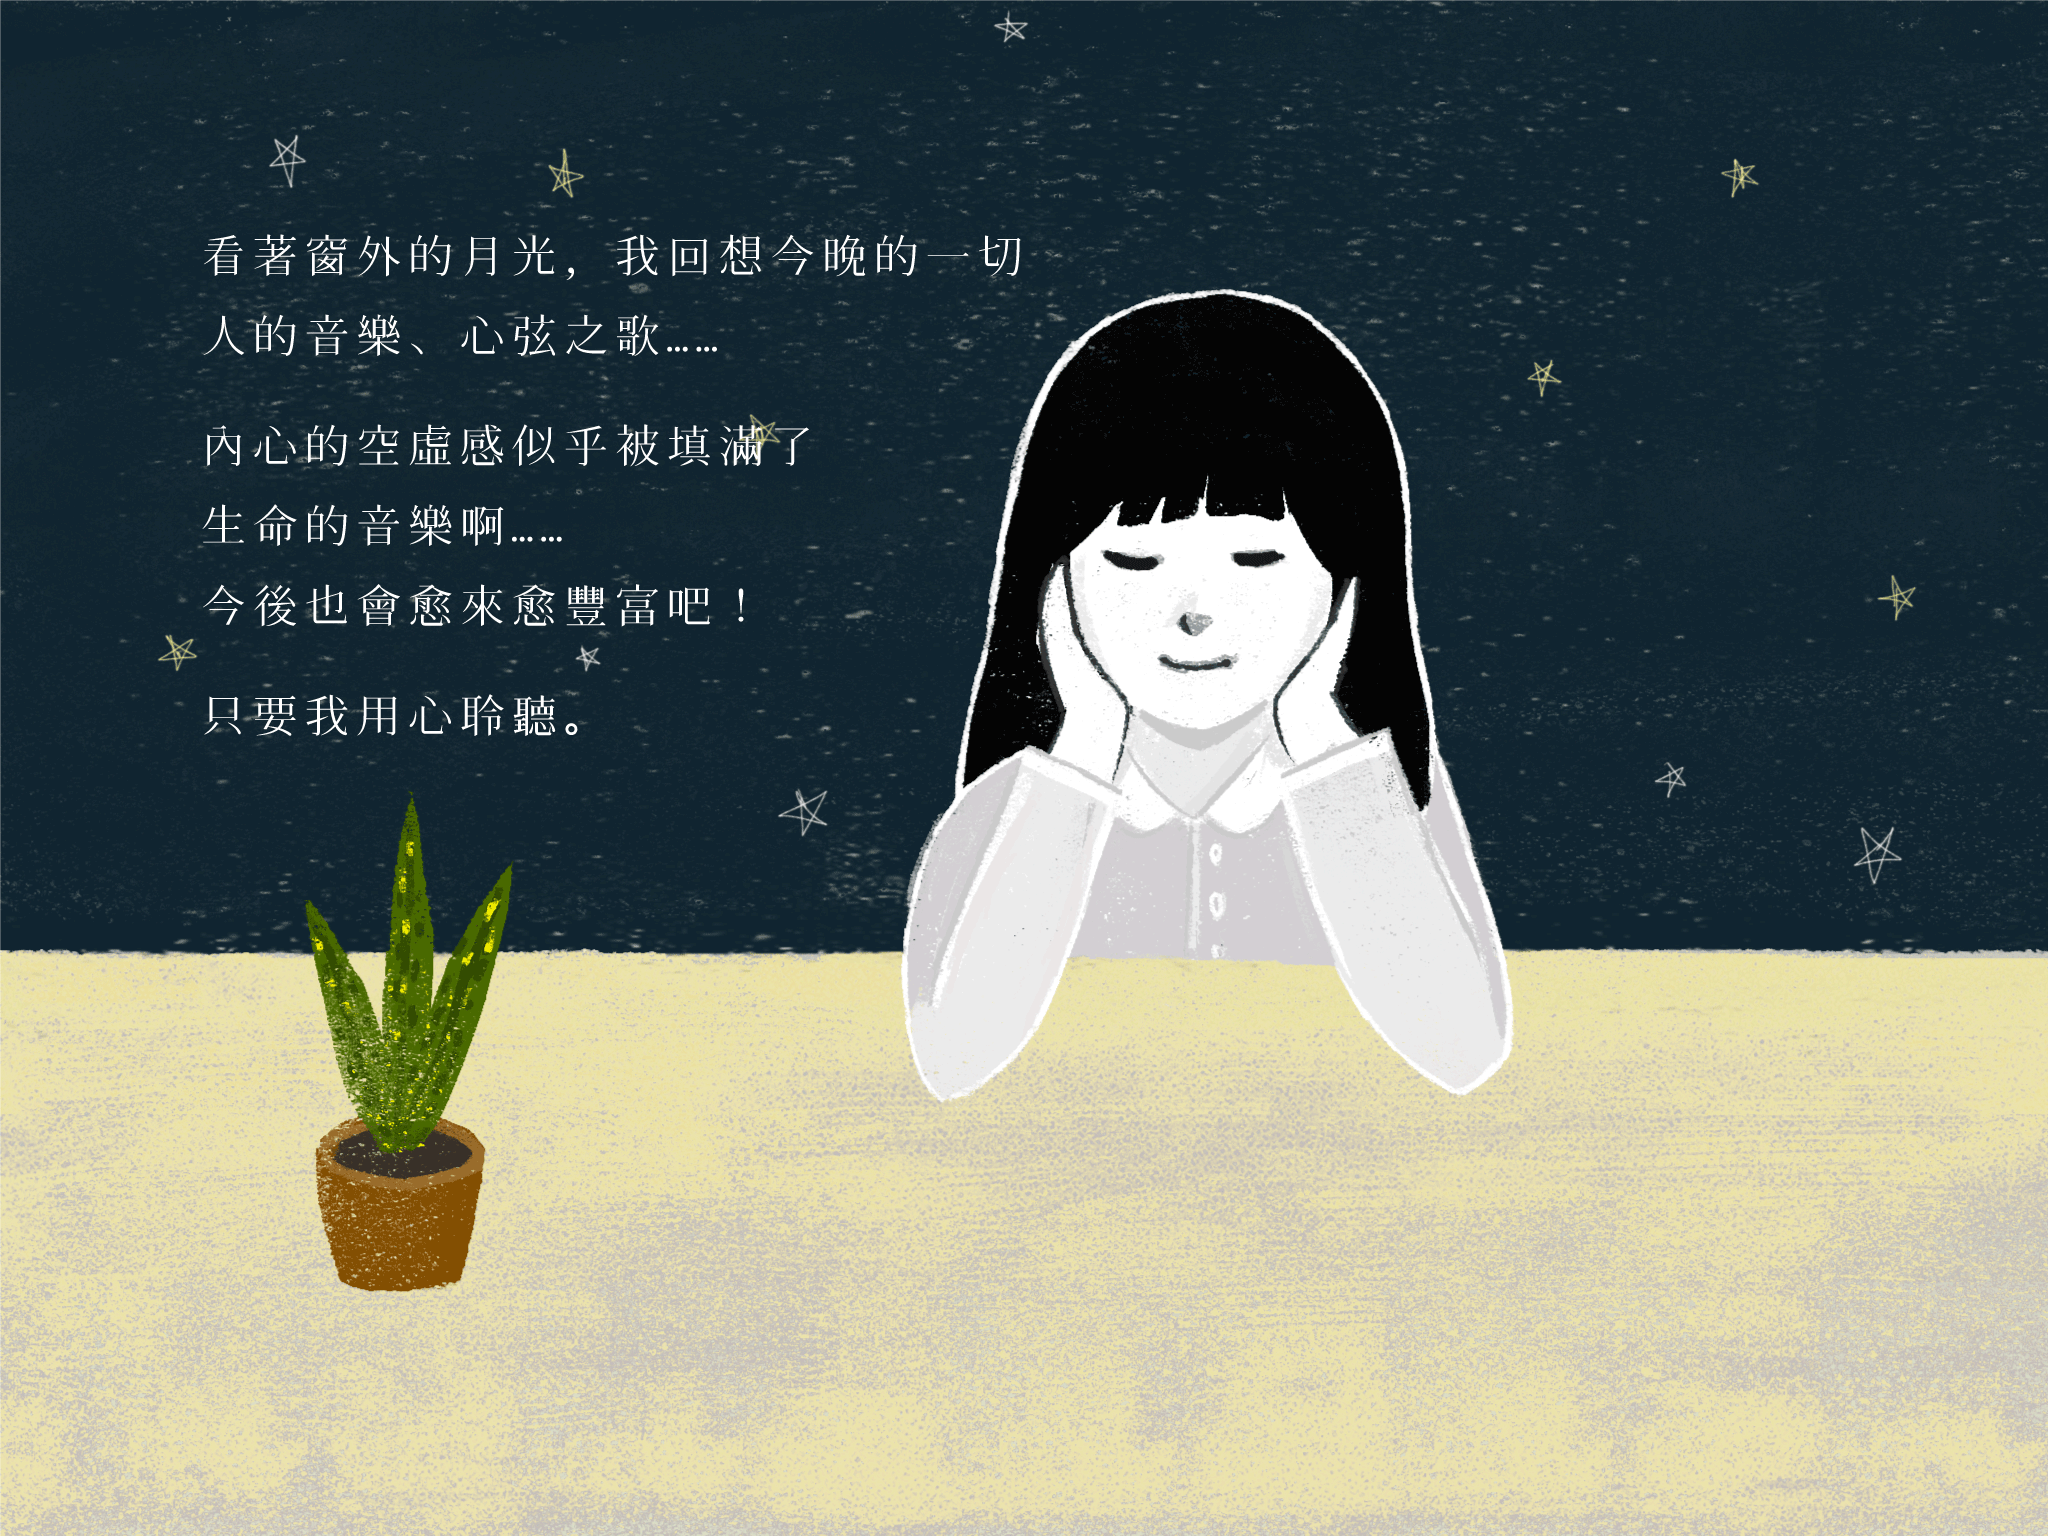 看著窗外的月光，我回想今晚的一切
人的音樂、心弦之歌……
內心的空虛感似乎被填滿了
生命的音樂啊……
今後也會愈來愈豐富吧！
只要我用心聆聽。